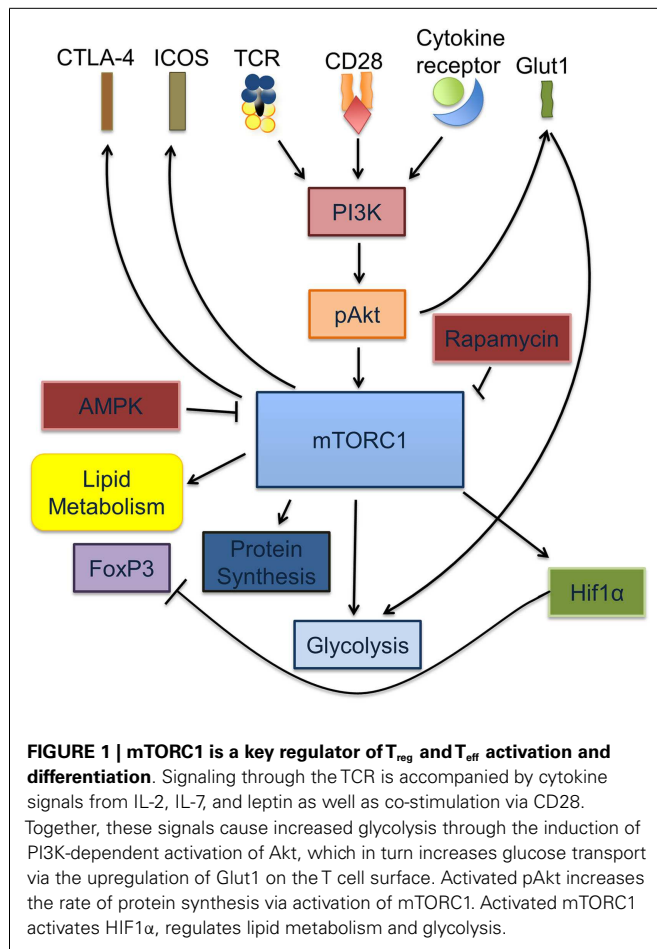 CTLA-4 ICOS TCR CD28 Cytokine receptor Glut1
PI3K
pAkt
Rapamycin
AMPK
mTORC1
Lipid
Metabolism
FoxP3
Protein
Synthesis
Hif1α
Glycolysis
FIGURE 1 | mTORC1 is a key regulator of Treg and Teff activation and
differentiation. Signaling through the TCR is accompanied by cytokine
signals from IL-2, IL-7, and leptin as well as co-stimulation via CD28.
Together, these signals cause increased glycolysis through the induction of
PI3K-dependent activation of Akt, which in turn increases glucose transport
via the upregulation of Glut1 on the T cell surface. Activated pAkt increases
the rate of protein synthesis via activation of mTORC1. Activated mTORC1
activates HIF1α, regulates lipid metabolism and glycolysis.